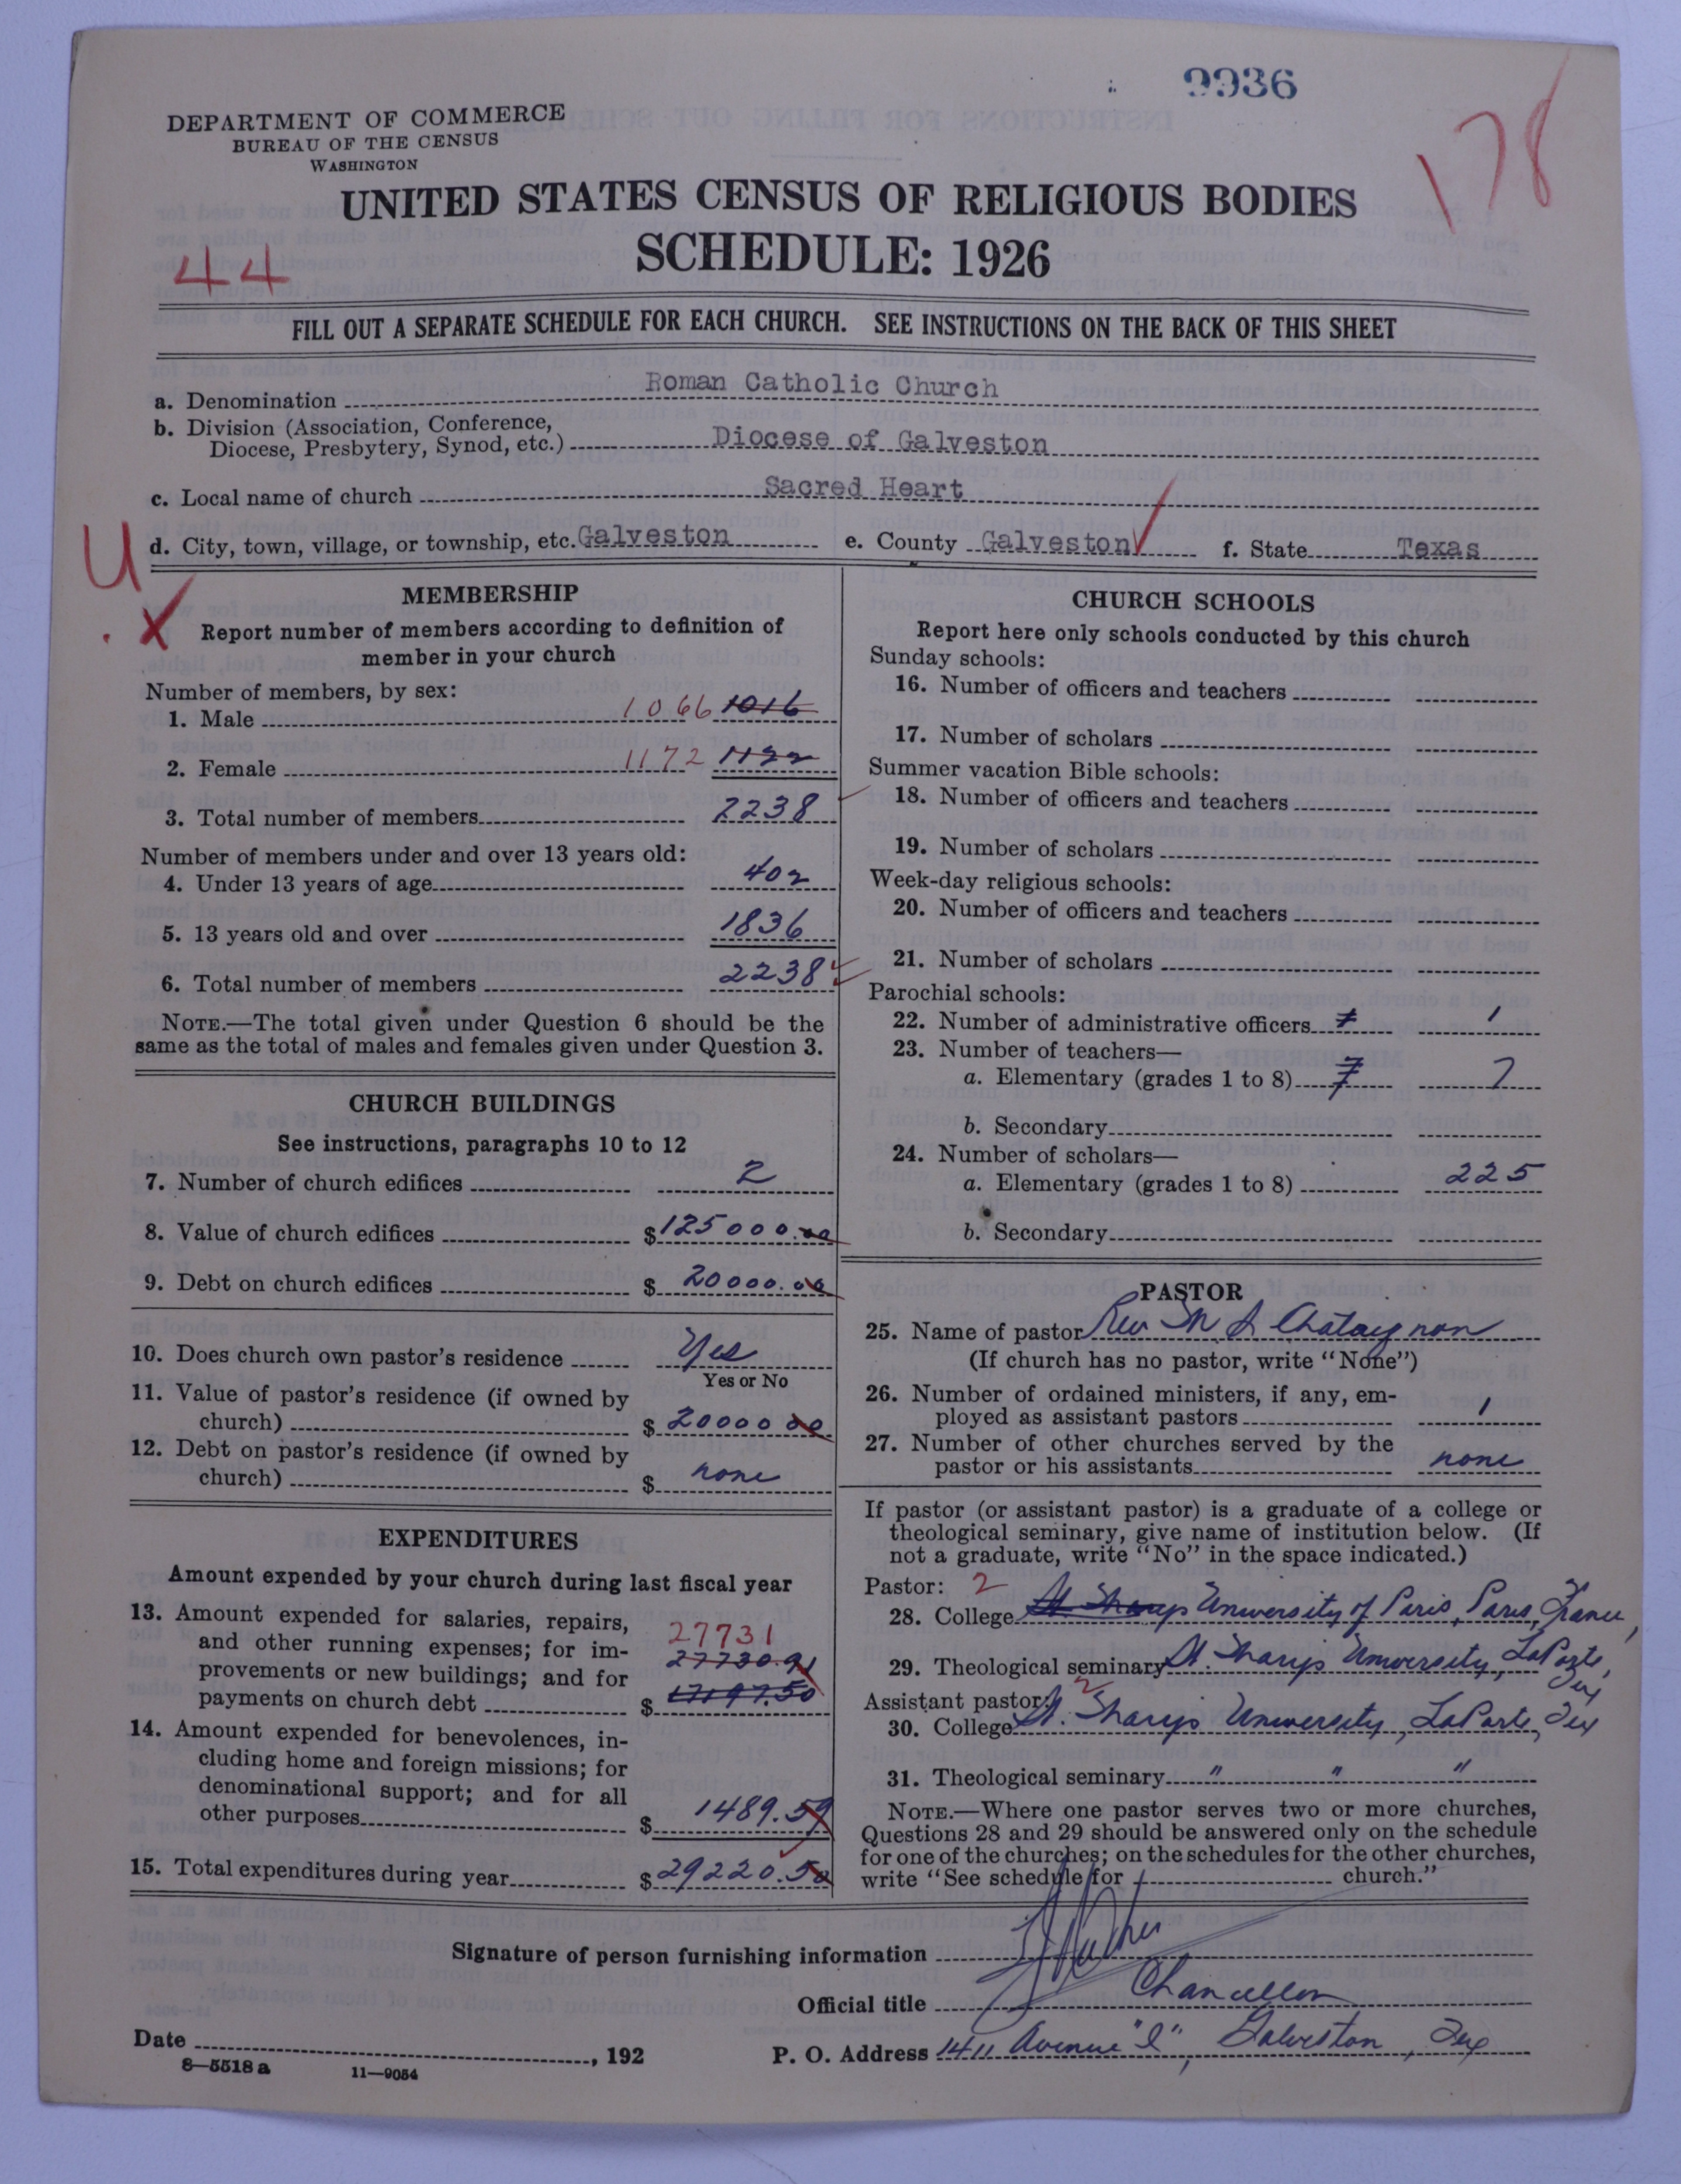 9936
178
DEPARTMENT OF COMMERCE
BUREAU OF THE CENSUS
WASHINGTON
UNITED STATES CENSUS OF RELIGIOUS BODIES
SCHEDULE: 1926
44
FILL OUT A SEPARATE SCHEDULE FOR EACH CHURCH. SEE INSTRUCTIONS ON THE BACK OF THIS SHEET
a. Denomination Roman Catholic Church
b. Division (Association, Conference,
Diocese, Presbytery, Synod, etc.) Diocese of Galveston
c. Local name of church Sacred Heart
U
d. City, town, village, or township, etc. Galveston e. County Galveston f. State Texas
X
MEMBERSHIP
Report number of members according to definition of
member in your church
Number of members, by sex:
1. Male 1066 1016
2. Female 1172 1122
3. Total number of members 2238
Number of members under and over 13 years old:
4. Under 13 years of age 402
5. 13 years old and over 1836
6. Total number of members 2238
NOTE.—The total given under Question 6 should be the
same as the total of males and females given under Question 3.
CHURCH BUILDINGS
See instructions, paragraphs 10 to 12
7. Number of church edifices 2
8. Value of church edifices $125000.00
9. Debt on church edifices $20000.00
10. Does church own pastor's residence Yes
Yes or No
11. Value of pastor's residence (if owned by
church) $20000 00
12. Debt on pastor's residence (if owned by
church) $none
EXPENDITURES
Amount expended by your church during last fiscal year
13. Amount expended for salaries, repairs,
and other running expenses; for im- 27731
provements or new buildings; and for 27730.91
payments on church debt $17197.50
14. Amount expended for benevolences, in-
cluding home and foreign missions; for
denominational support; and for all
other purposes $1489.59
15. Total expenditures during year $29220.50
CHURCH SCHOOLS
Report here only schools conducted by this church
Sunday schools:
16. Number of officers and teachers
17. Number of scholars
Summer vacation Bible schools:
18. Number of officers and teachers
19. Number of scholars
Week-day religious schools:
20. Number of officers and teachers
21. Number of scholars
Parochial schools:
22. Number of administrative officers 1
23. Number of teachers—
a. Elementary (grades 1 to 8) 7 7
b. Secondary
24. Number of scholars—
a. Elementary (grades 1 to 8) 225
b. Secondary
PASTOR
25. Name of pastor Rev M S Chataignon
(If church has no pastor, write "None")
26. Number of ordained ministers, if any, em-
ployed as assistant pastors 1
27. Number of other churches served by the
pastor or his assistants none
If pastor (or assistant pastor) is a graduate of a college or
theological seminary, give name of institution below. (If
not a graduate, write "No" in the space indicated.)
Pastor: 2
28. College St Marys University of Paris, Paris, France,
29. Theological seminary St. Marys University, LaPorte, Tex
Assistant pastor: 2
30. College St. Marys University, LaPorte, Tex
31. Theological seminary " " "
NOTE.—Where one pastor serves two or more churches,
Questions 28 and 29 should be answered only on the schedule
for one of the churches; on the schedules for the other churches,
write "See schedule for church."
Signature of person furnishing information
Official title Chancellor
Date , 192
P. O. Address 1411 Avenue "I", Galveston, Tex
8—5518 a 11—9054